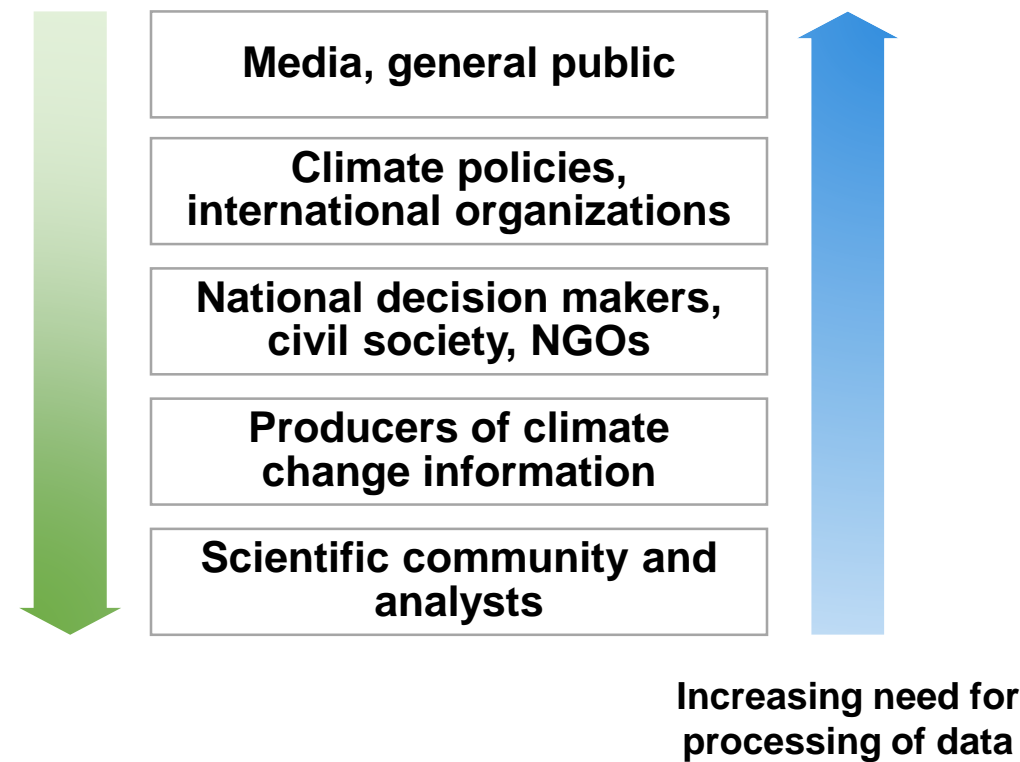 Media, general public
Climate policies,
international organizations
National decision makers,
civil society, NGOs
Producers of climate
change information
Scientific community and
analysts
Increasing need for
processing of data